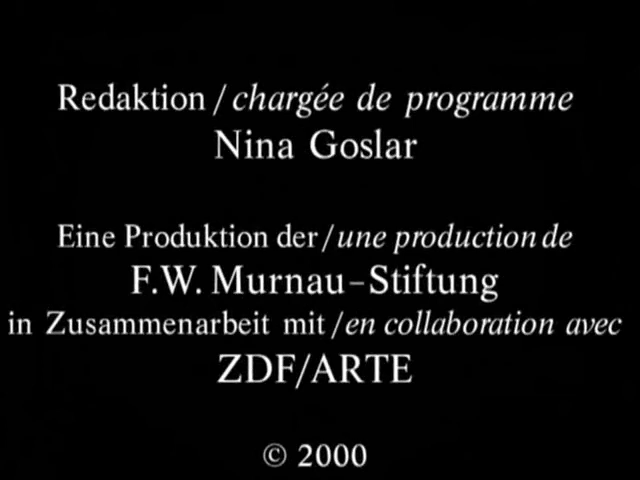 Redaktion / chargée de programme
Nina Goslar
Eine Produktion der / une production de
F.W. Murnau-Stiftung
in Zusammenarbeit mit / en collaboration avec
ZDF/ARTE
© 2000